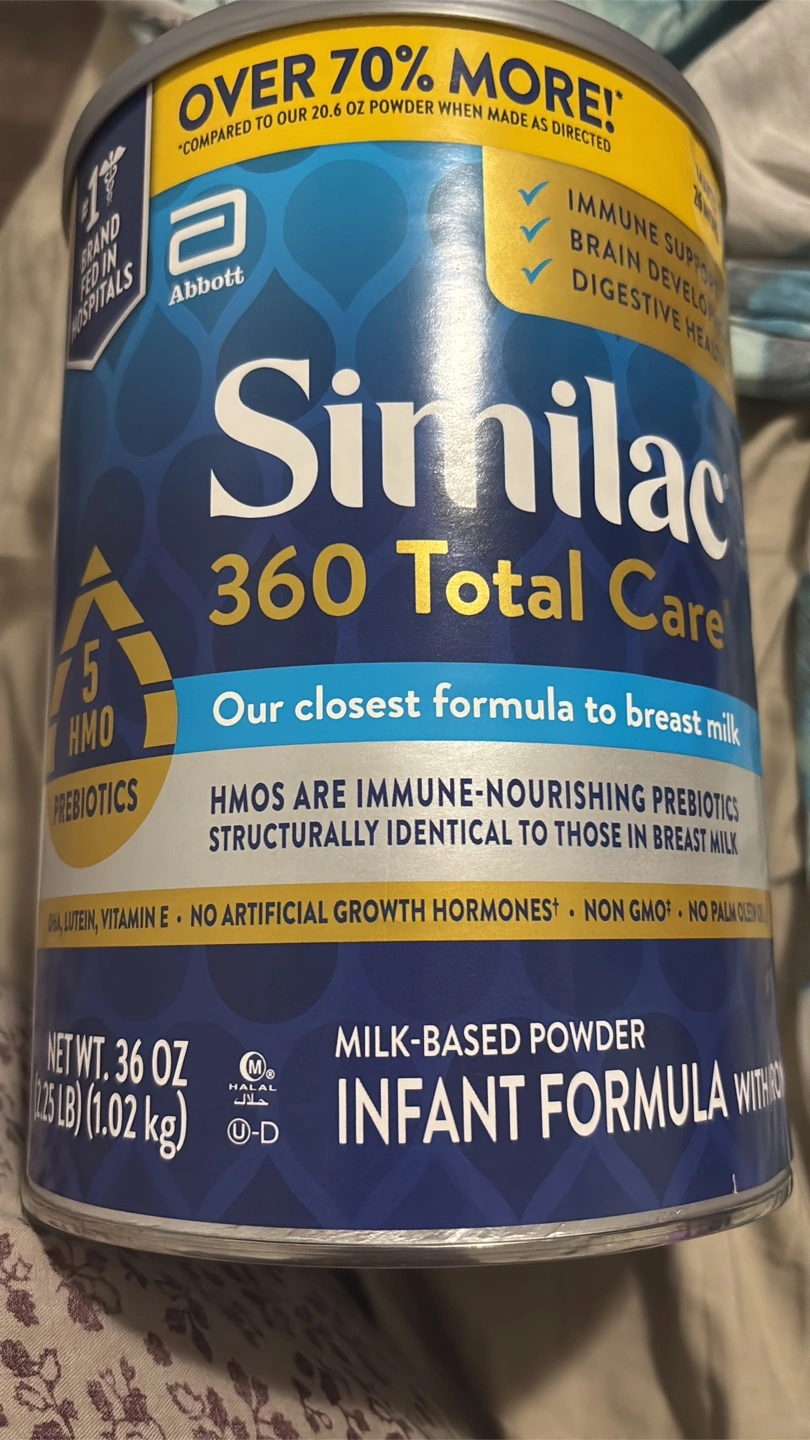 OVER 70% MORE!*
*COMPARED TO OUR 20.6 OZ POWDER WHEN MADE AS DIRECTED
#1
BRAND
FED IN
HOSPITALS
Abbott
IMMUNE SUPPORT
BRAIN DEVELOP
DIGESTIVE HEAL
Similac
360 Total Care
5
HMO
PREBIOTICS
Our closest formula to breast milk
HMOS ARE IMMUNE-NOURISHING PREBIOTICS
STRUCTURALLY IDENTICAL TO THOSE IN BREAST MILK
DHA, LUTEIN, VITAMIN E • NO ARTIFICIAL GROWTH HORMONES† • NON GMO‡ • NO PALM OLEIN OIL
NET WT. 36 OZ
(2.25 LB) (1.02 kg)
M®
HALAL
حلال
U-D
MILK-BASED POWDER
INFANT FORMULA WITH